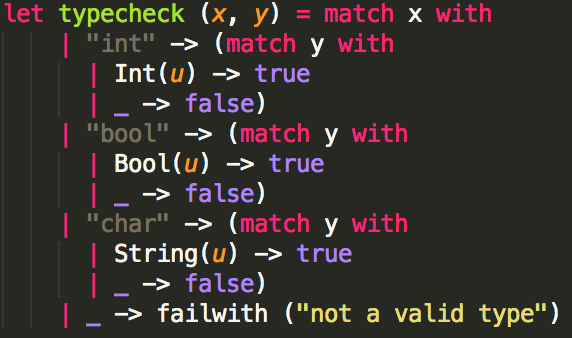 let typecheck (x, y) = match x with
| "int" -> (match y with
| Int(u) -> true
| _ -> false)
| "bool" -> (match y with
| Bool(u) -> true
| _ -> false)
| "char" -> (match y with
| String(u) -> true
| _ -> false)
| _ -> failwith ("not a valid type")